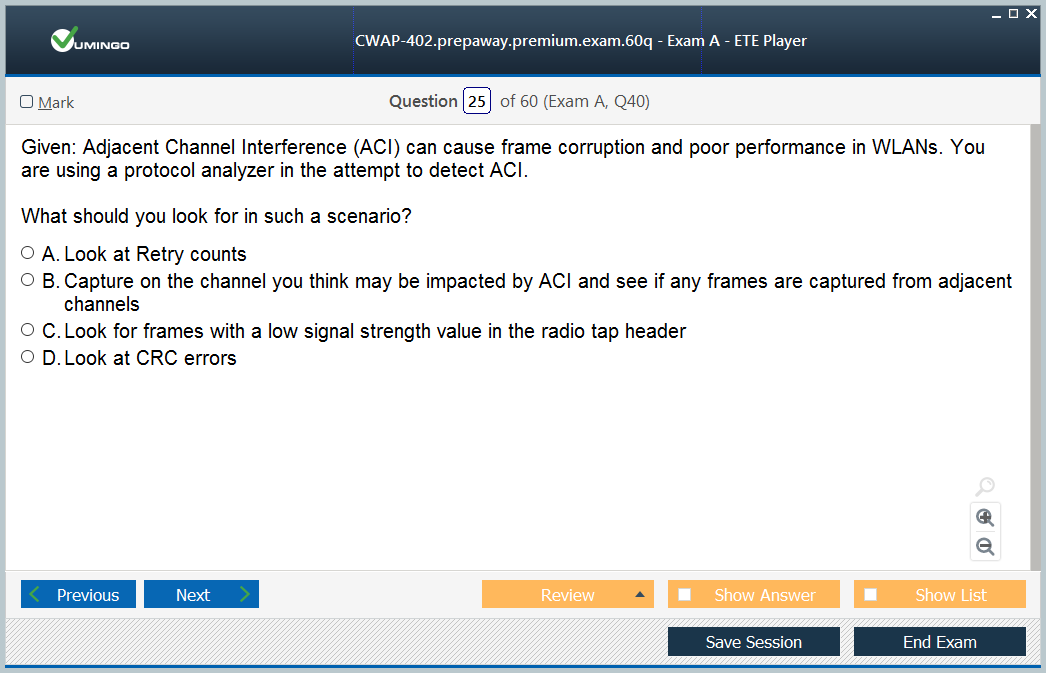 VUMINGO
CWAP-402.prepaway.premium.exam.60q - Exam A - ETE Player
Mark
Question 25 of 60 (Exam A, Q40)
Given: Adjacent Channel Interference (ACI) can cause frame corruption and poor performance in WLANs. You
are using a protocol analyzer in the attempt to detect ACI.
What should you look for in such a scenario?
A. Look at Retry counts
B. Capture on the channel you think may be impacted by ACI and see if any frames are captured from adjacent
channels
C. Look for frames with a low signal strength value in the radio tap header
D. Look at CRC errors
Previous Next Review Show Answer Show List
Save Session End Exam